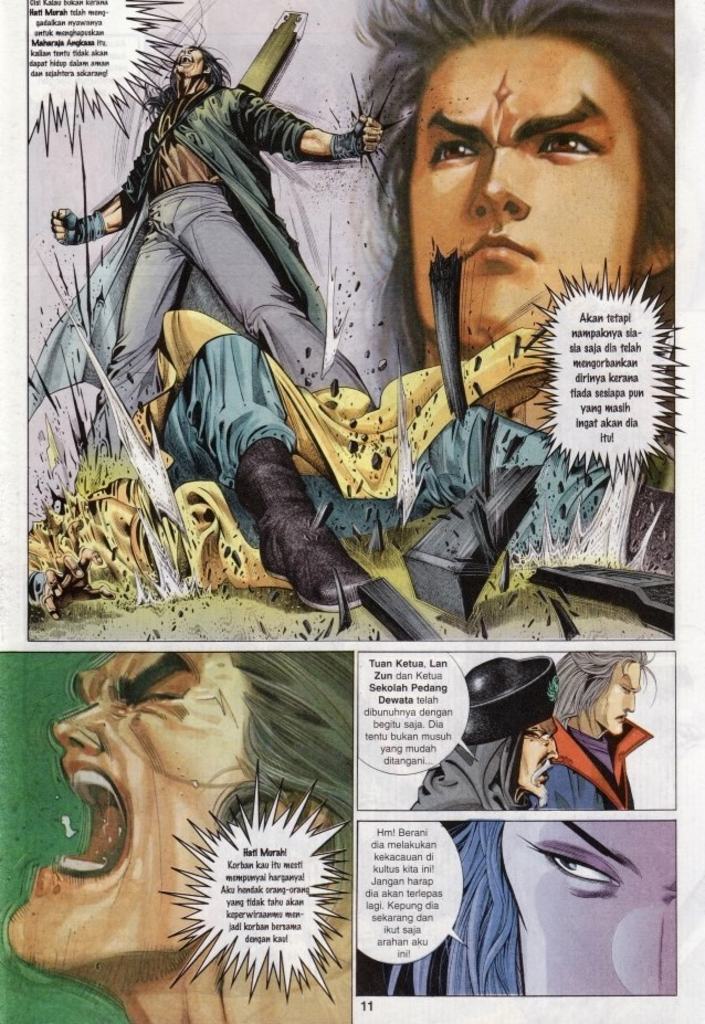 Cis! Kalau bukan kerana
Hati Murah telah meng-
gadaikan nyawanya
untuk menghapuskan
Maharaja Angkasa itu,
kalian tentu tidak akan
dapat hidup dalam aman
dan sejahtera sekarang!
Akan tetapi
nampaknya sia-
sia saja dia telah
mengorbankan
dirinya kerana
tiada sesiapa pun
yang masih
ingat akan dia
itu!
Hati Murah!
Korban kau itu mesti
mempunyai harganya!
Aku hendak orang-orang
yang tidak tahu akan
keperwiraanmu men-
jadi korban bersama
dengan kau!
Tuan Ketua, Lan
Zun dan Ketua
Sekolah Pedang
Dewata telah
dibunuhnya dengan
begitu saja. Dia
tentu bukan musuh
yang mudah
ditangani...
Hm! Berani
dia melakukan
kekacauan di
kultus kita ini!
Jangan harap
dia akan terlepas
lagi. Kepung dia
sekarang dan
ikut saja
arahan aku
ini!
11